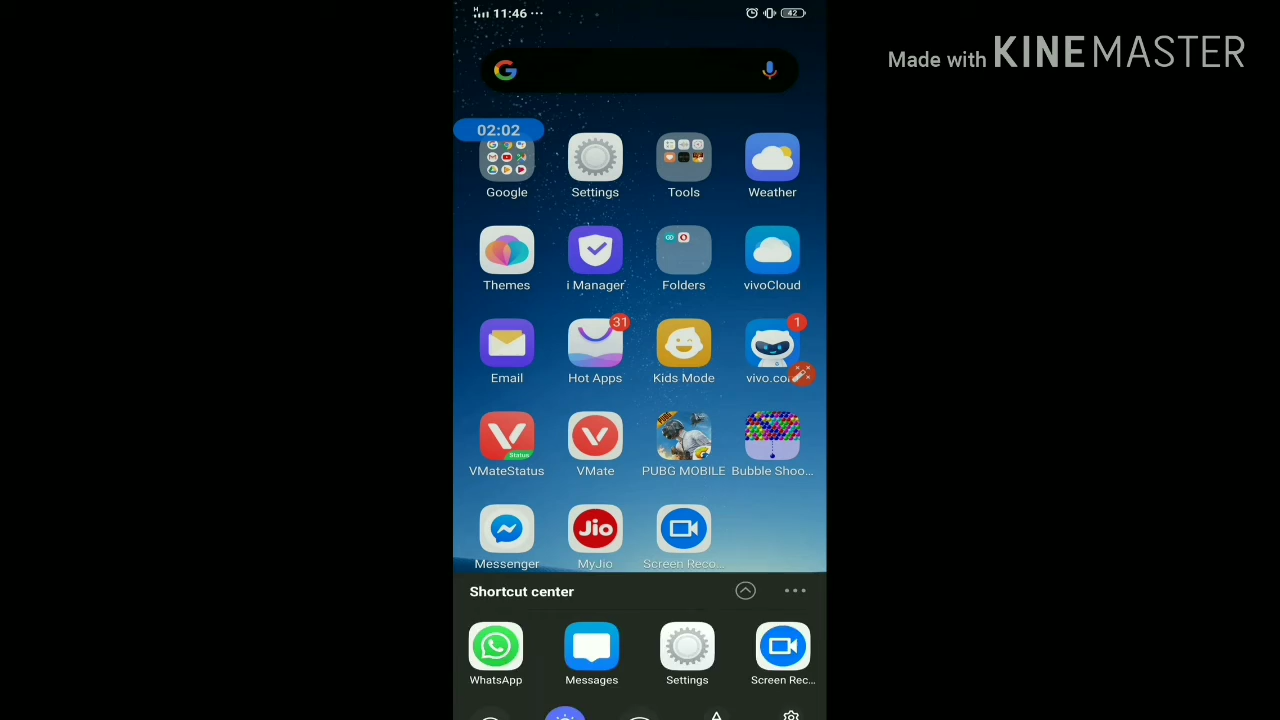 H 11:46 ··· 42
Made with KINEMASTER
02:02
Google Settings Tools Weather
Themes i Manager Folders vivoCloud
31 1
Email Hot Apps Kids Mode vivo.co
Status
VMateStatus VMate PUBG MOBILE Bubble Shoo...
Jio
Messenger MyJio Screen Reco...
Shortcut center
WhatsApp Messages Settings Screen Rec...